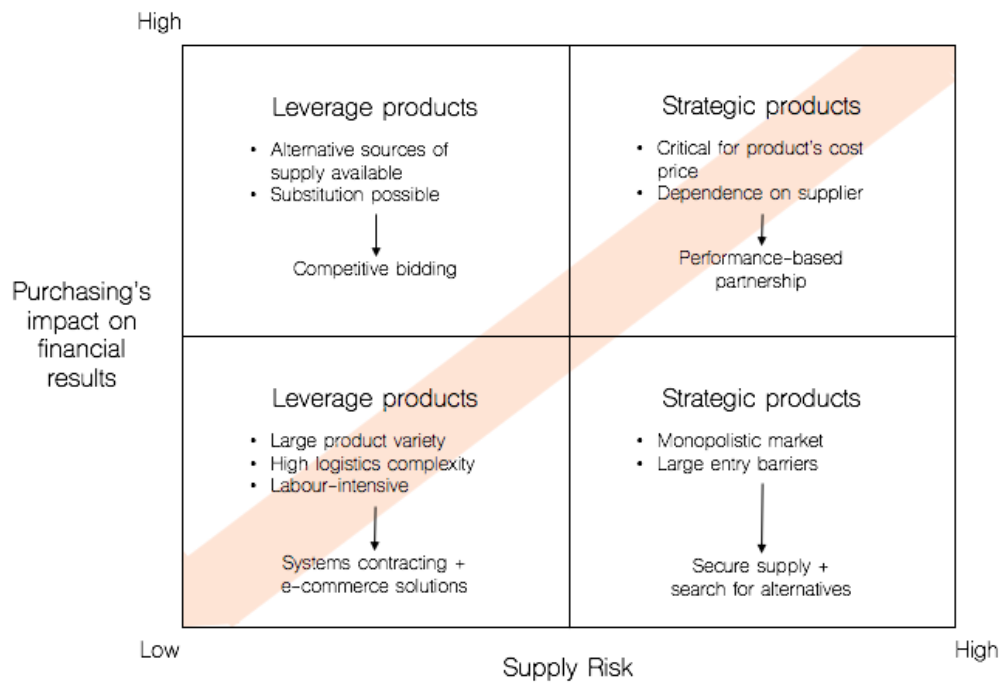 High
Leverage products
• Alternative sources of
supply available
• Substitution possible
Competitive bidding
Strategic products
• Critical for product's cost
price
• Dependence on supplier
Performance-based
partnership
Purchasing's
impact on
financial
results
Leverage products
• Large product variety
• High logistics complexity
• Labour-intensive
Systems contracting +
e-commerce solutions
Strategic products
• Monopolistic market
• Large entry barriers
Secure supply +
search for alternatives
Low
Supply Risk
High